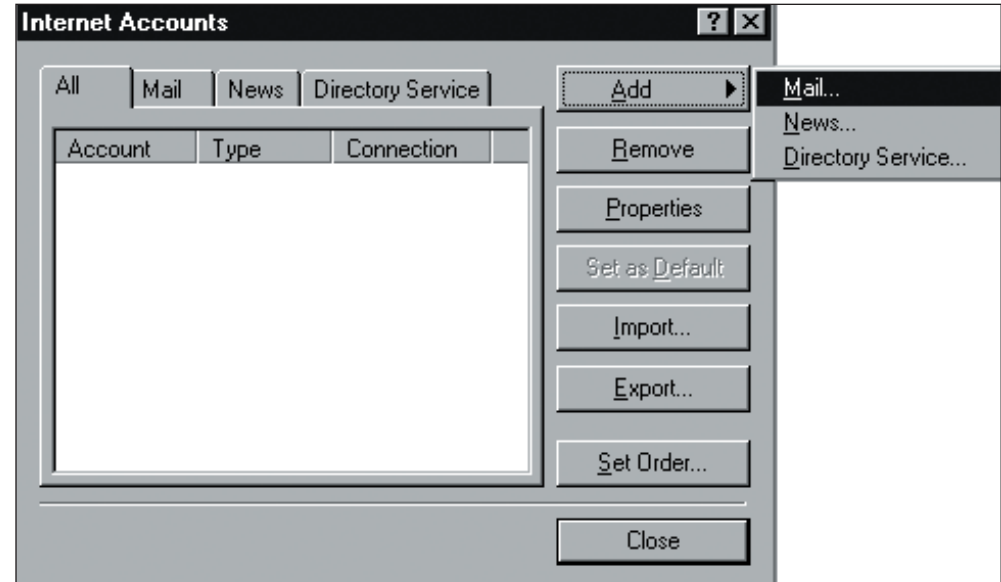 Internet Accounts
All Mail News Directory Service
Account Type Connection
Add
Remove
Properties
Set as Default
Import...
Export...
Set Order...
Close
Mail...
News...
Directory Service...